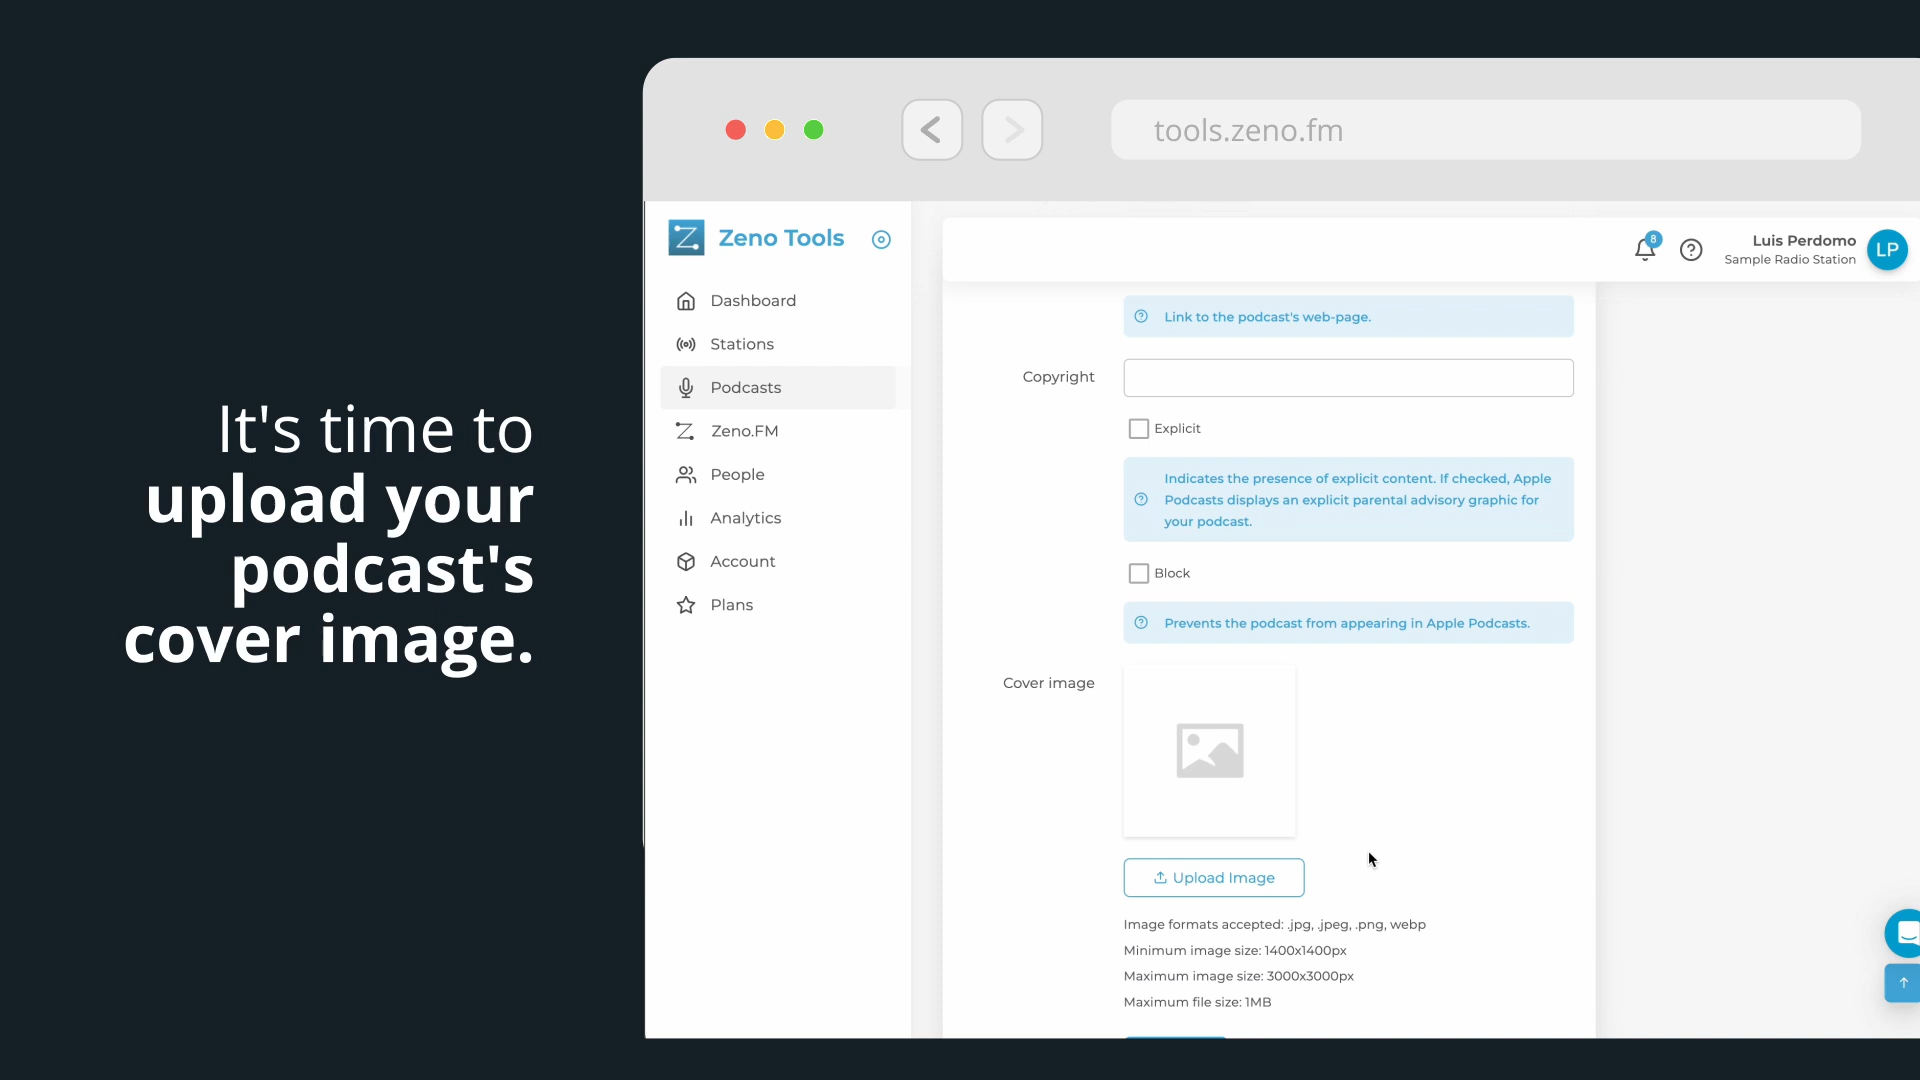 It's time to
upload your
podcast's
cover image.
tools.zeno.fm
Zeno Tools
8
Luis Perdomo
Sample Radio Station
LP
Dashboard
Stations
Podcasts
Zeno.FM
People
Analytics
Account
Plans
Link to the podcast's web-page.
Copyright
Explicit
Indicates the presence of explicit content. If checked, Apple
Podcasts displays an explicit parental advisory graphic for
your podcast.
Block
Prevents the podcast from appearing in Apple Podcasts.
Cover image
Upload Image
Image formats accepted: .jpg, .jpeg, .png, webp
Minimum image size: 1400x1400px
Maximum image size: 3000x3000px
Maximum file size: 1MB